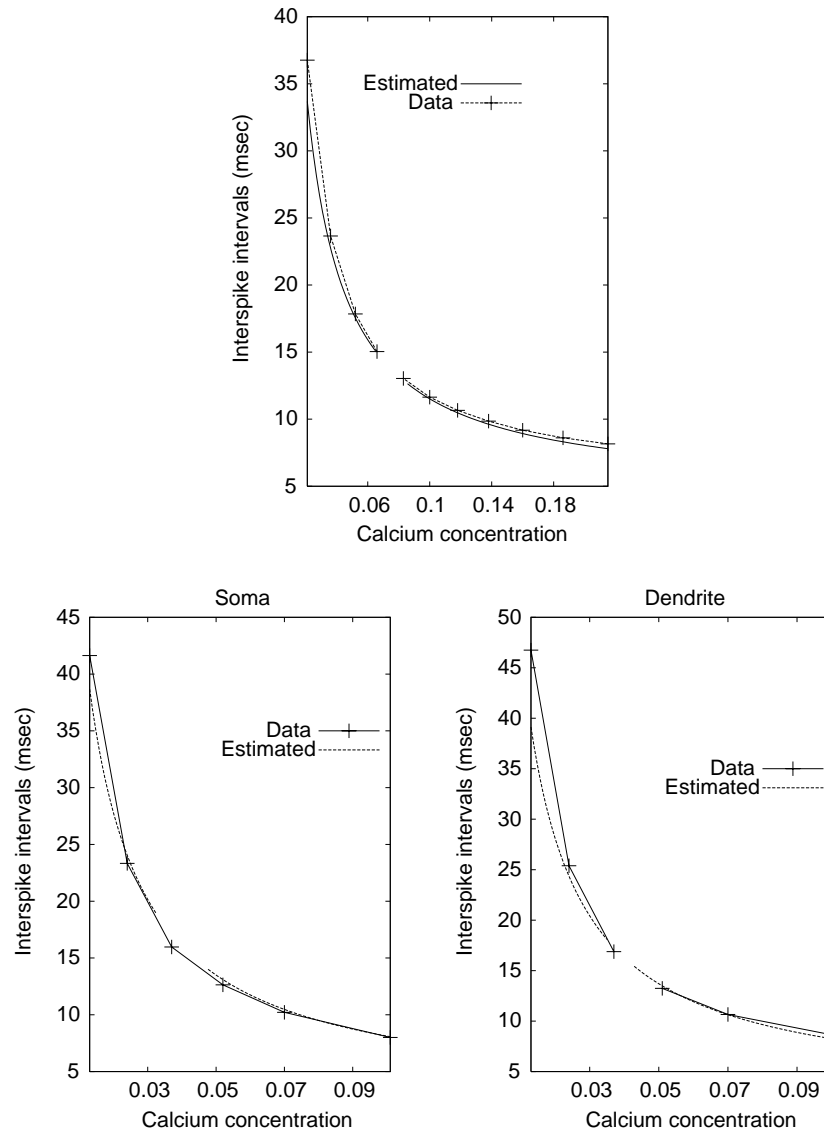 40
35
30
25
20
15
10
5
Interspike intervals (msec)
Estimated
Data
0.06 0.1 0.14 0.18
Calcium concentration
Soma
45
40
35
30
25
20
15
10
5
Interspike intervals (msec)
Data
Estimated
0.03 0.05 0.07 0.09
Calcium concentration
Dendrite
50
45
40
35
30
25
20
15
10
5
Interspike intervals (msec)
Data
Estimated
0.03 0.05 0.07 0.09
Calcium concentration